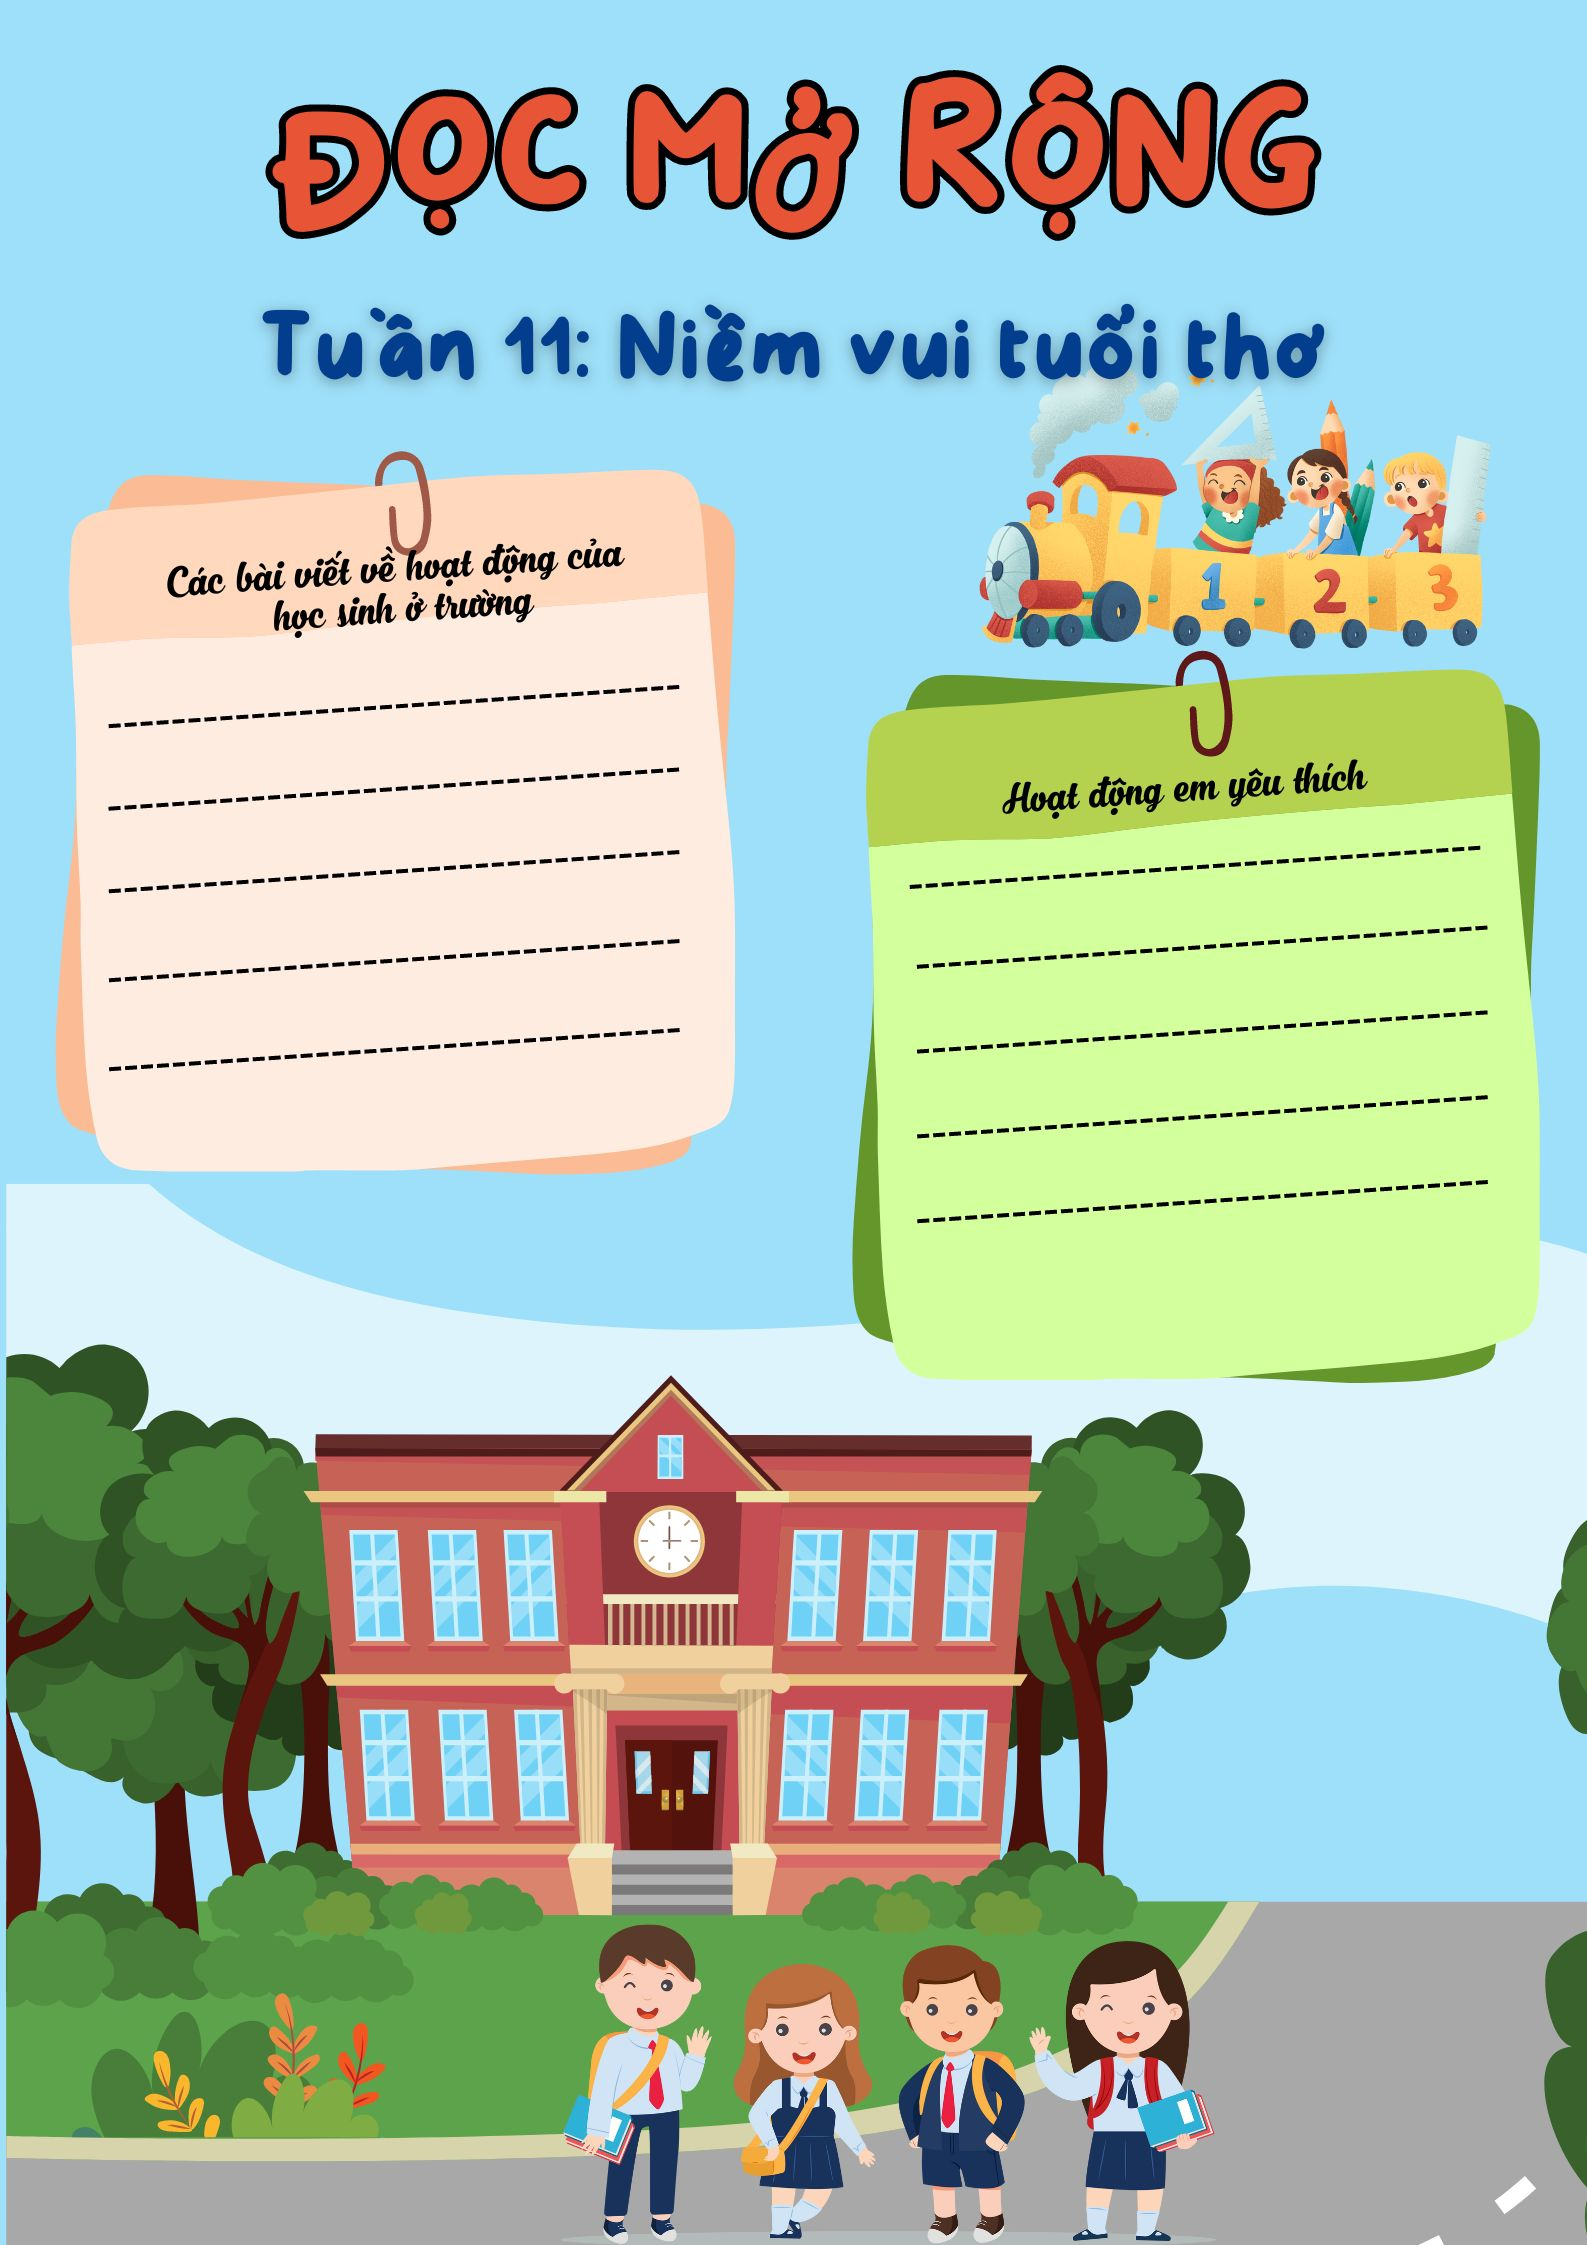 ĐỌC MỞ RỘNG
Tuần 11: Niềm vui tuổi thơ
Các bài viết về hoạt động của
học sinh ở trường
1 2 3
Hoạt động em yêu thích